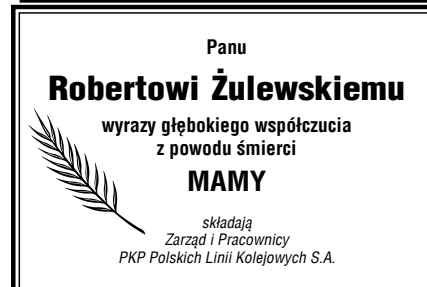 Panu
Robertowi Żulewskiemu
wyrazy głębokiego współczucia
z powodu śmierci
MAMY
składają
Zarząd i Pracownicy
PKP Polskich Linii Kolejowych S.A.